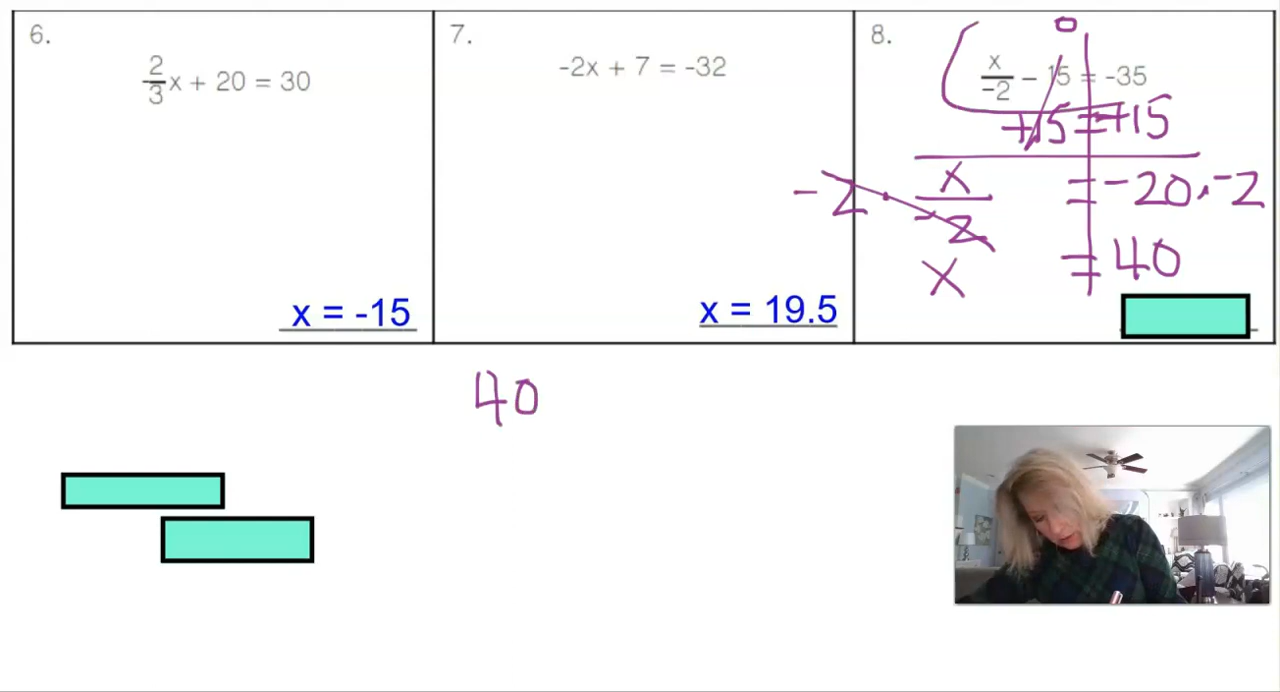 6.
-2/3x + 20 = 30
x = -15
7.
-2x + 7 = -32
x = 19.5
8.
0
x/-2 - 15 = -35
+15 = +15
-2 · x/-2 = -20 · -2
x = 40
40